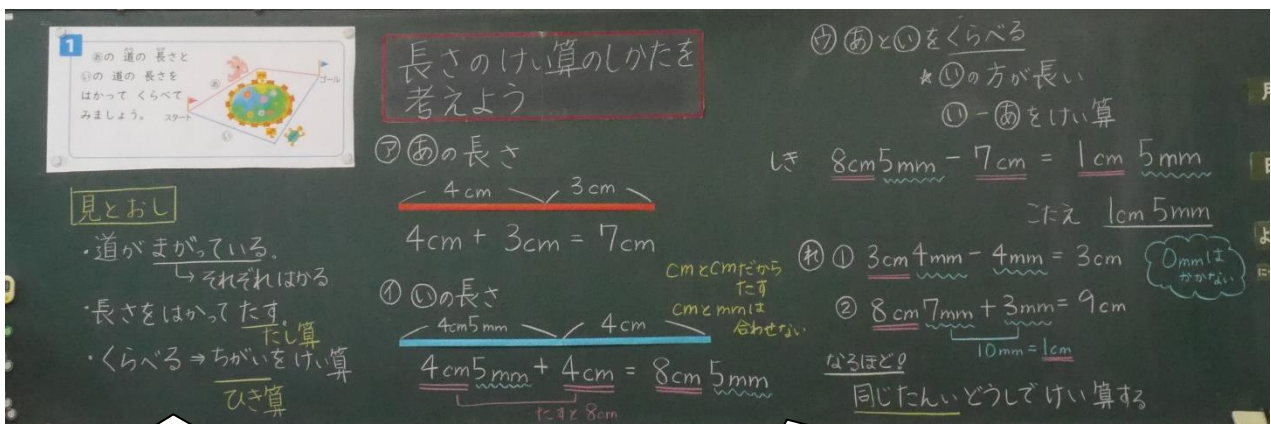 1
あの 道の 長さと
いの 道の 長さを
はかって くらべて
みましょう。
あ
ゴール
スタート
い
見とおし
・道がまがっている。
↳それぞれはかる
・長さをはかってたす。
たし算
・くらべる⇒ちがいをけい算
ひき算
長さのけい算のしかたを
考えよう
㋐ あの長さ
4cm 3cm
4cm + 3cm = 7cm
㋑ いの長さ
4cm5mm 4cm
4cm5mm + 4cm = 8cm 5mm
たすと8cm
cmとcmだから
たす
cmとmmは
合わせない
㋒ あといをくらべる
★いの方が長い
い-あをけい算
しき 8cm5mm - 7cm = 1cm 5mm
こたえ 1cm 5mm
れ ① 3cm4mm - 4mm = 3cm
0mmは
かかない
② 8cm7mm + 3mm = 9cm
10mm=1cm
なるほど!
同じたんいどうしでけい算する
月
日